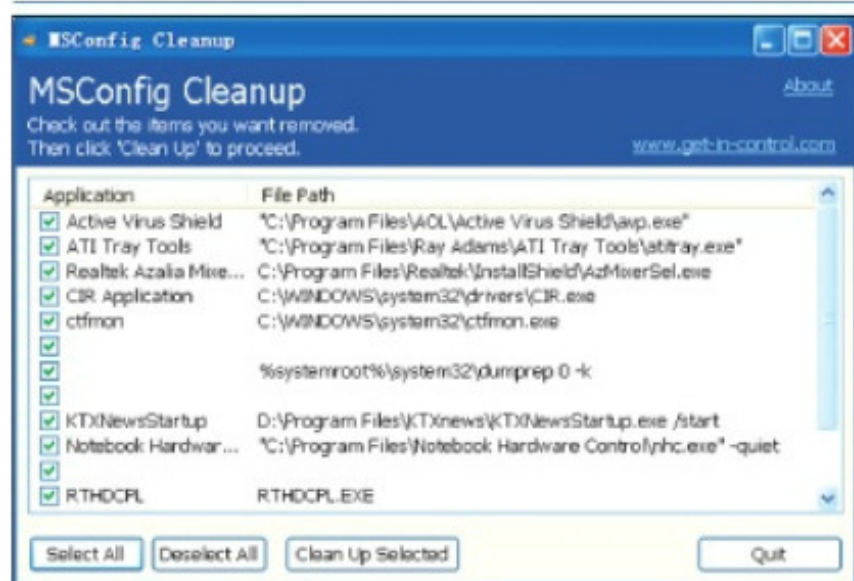 MSConfig Cleanup
MSConfig Cleanup
About
Check out the items you want removed.
Then click 'Clean Up' to proceed.
www.get-in-control.com
Application File Path
Active Virus Shield "C:\Program Files\AOL\Active Virus Shield\avp.exe"
ATI Tray Tools "C:\Program Files\Ray Adams\ATI Tray Tools\atitray.exe"
Realtek Azalia Mixe... C:\Program Files\Realtek\InstallShield\AzMixerSel.exe
CIR Application C:\WINDOWS\system32\drivers\CIR.exe
ctfmon C:\WINDOWS\system32\ctfmon.exe
%systemroot%\system32\dumprep 0 -k
KTXNewsStartup D:\Program Files\KTXnews\KTXNewsStartup.exe /start
Notebook Hardwar... "C:\Program Files\Notebook Hardware Control\nhc.exe" -quiet
RTHDCPL RTHDCPL.EXE
Select All Deselect All Clean Up Selected Quit